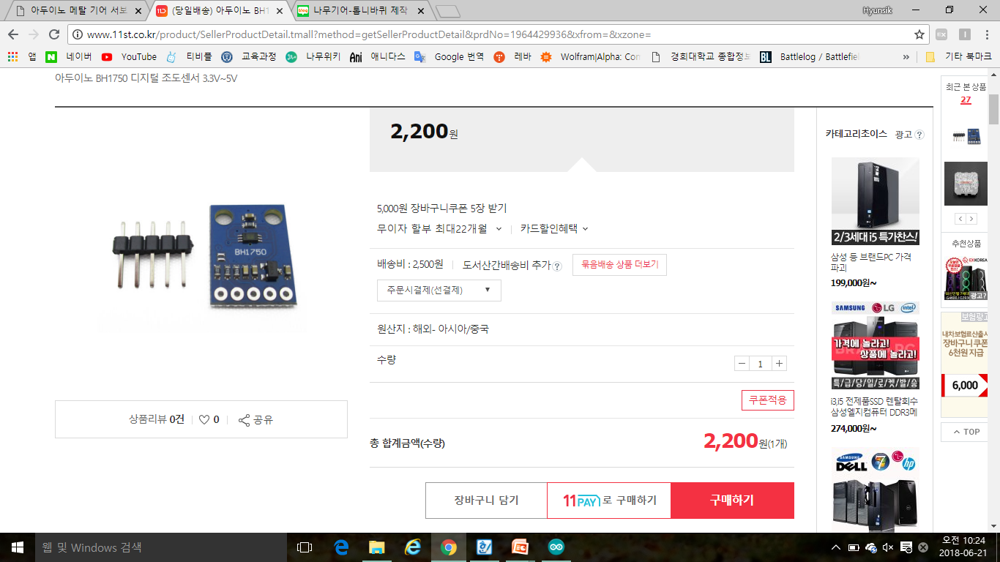 아두이노 메탈 기어 서보
(당일배송) 아두이노 BH1
나무기어-톱니바퀴 제작
Hyunsik
www.11st.co.kr/product/SellerProductDetail.tmall?method=getSellerProductDetail&prdNo=1964429936&xfrom=&xzone=
앱 네이버 YouTube 티비플 교육과정 나무위키 애니다스 Google 번역 레바 Wolfram|Alpha: Con 경희대학교 종합정보 Battlelog / Battlefiel » 기타 북마크
아두이노 BH1750 디지털 조도센서 3.3V~5V
2,200원
BH1750
5,000원 장바구니쿠폰 5장 받기
무이자 할부 최대22개월 카드할인혜택
배송비 : 2,500원 도서산간배송비 추가 ? 묶음배송 상품 더보기
주문시결제(선결제)
원산지 : 해외- 아시아/중국
수량
1
쿠폰적용
총 합계금액(수량)
2,200원(1개)
상품리뷰 0건 0 공유
장바구니 담기
11PAY로 구매하기
구매하기
카테고리초이스 광고 ?
2/3세대 i5 특가찬스!
삼성 등 브랜드PC 가격
파괴
199,000원~
SAMSUNG LG intel
가격에 놀라고!
상품에 놀라고!
특/급/당/일/로/켓/발/송
i3,i5 전제품SSD 렌탈회수
삼성엘지컴퓨터 DDR3메
274,000원~
SAMSUNG
DELL
hp
최근 본 상품
27
추천상품
EXKOREA
광고?
보험광고
내차보험료산출시
장바구니 쿠폰
6천원 지급
6,000
TOP
웹 및 Windows 검색
오전 10:24
2018-06-21